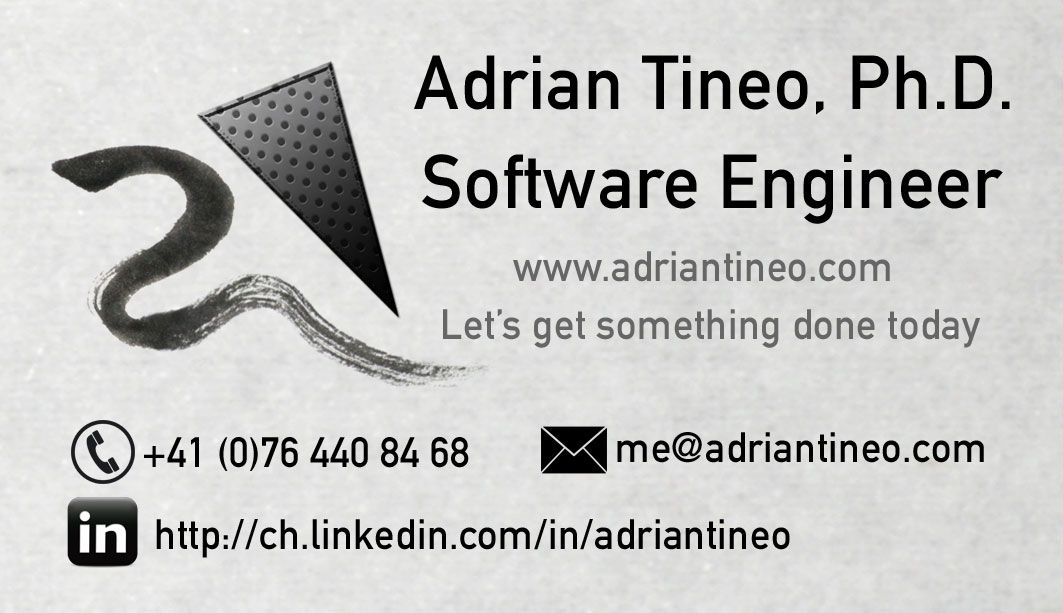 Adrian Tineo, Ph.D.
Software Engineer
www.adriantineo.com
Let's get something done today
+41 (0)76 440 84 68
me@adriantineo.com
in
http://ch.linkedin.com/in/adriantineo